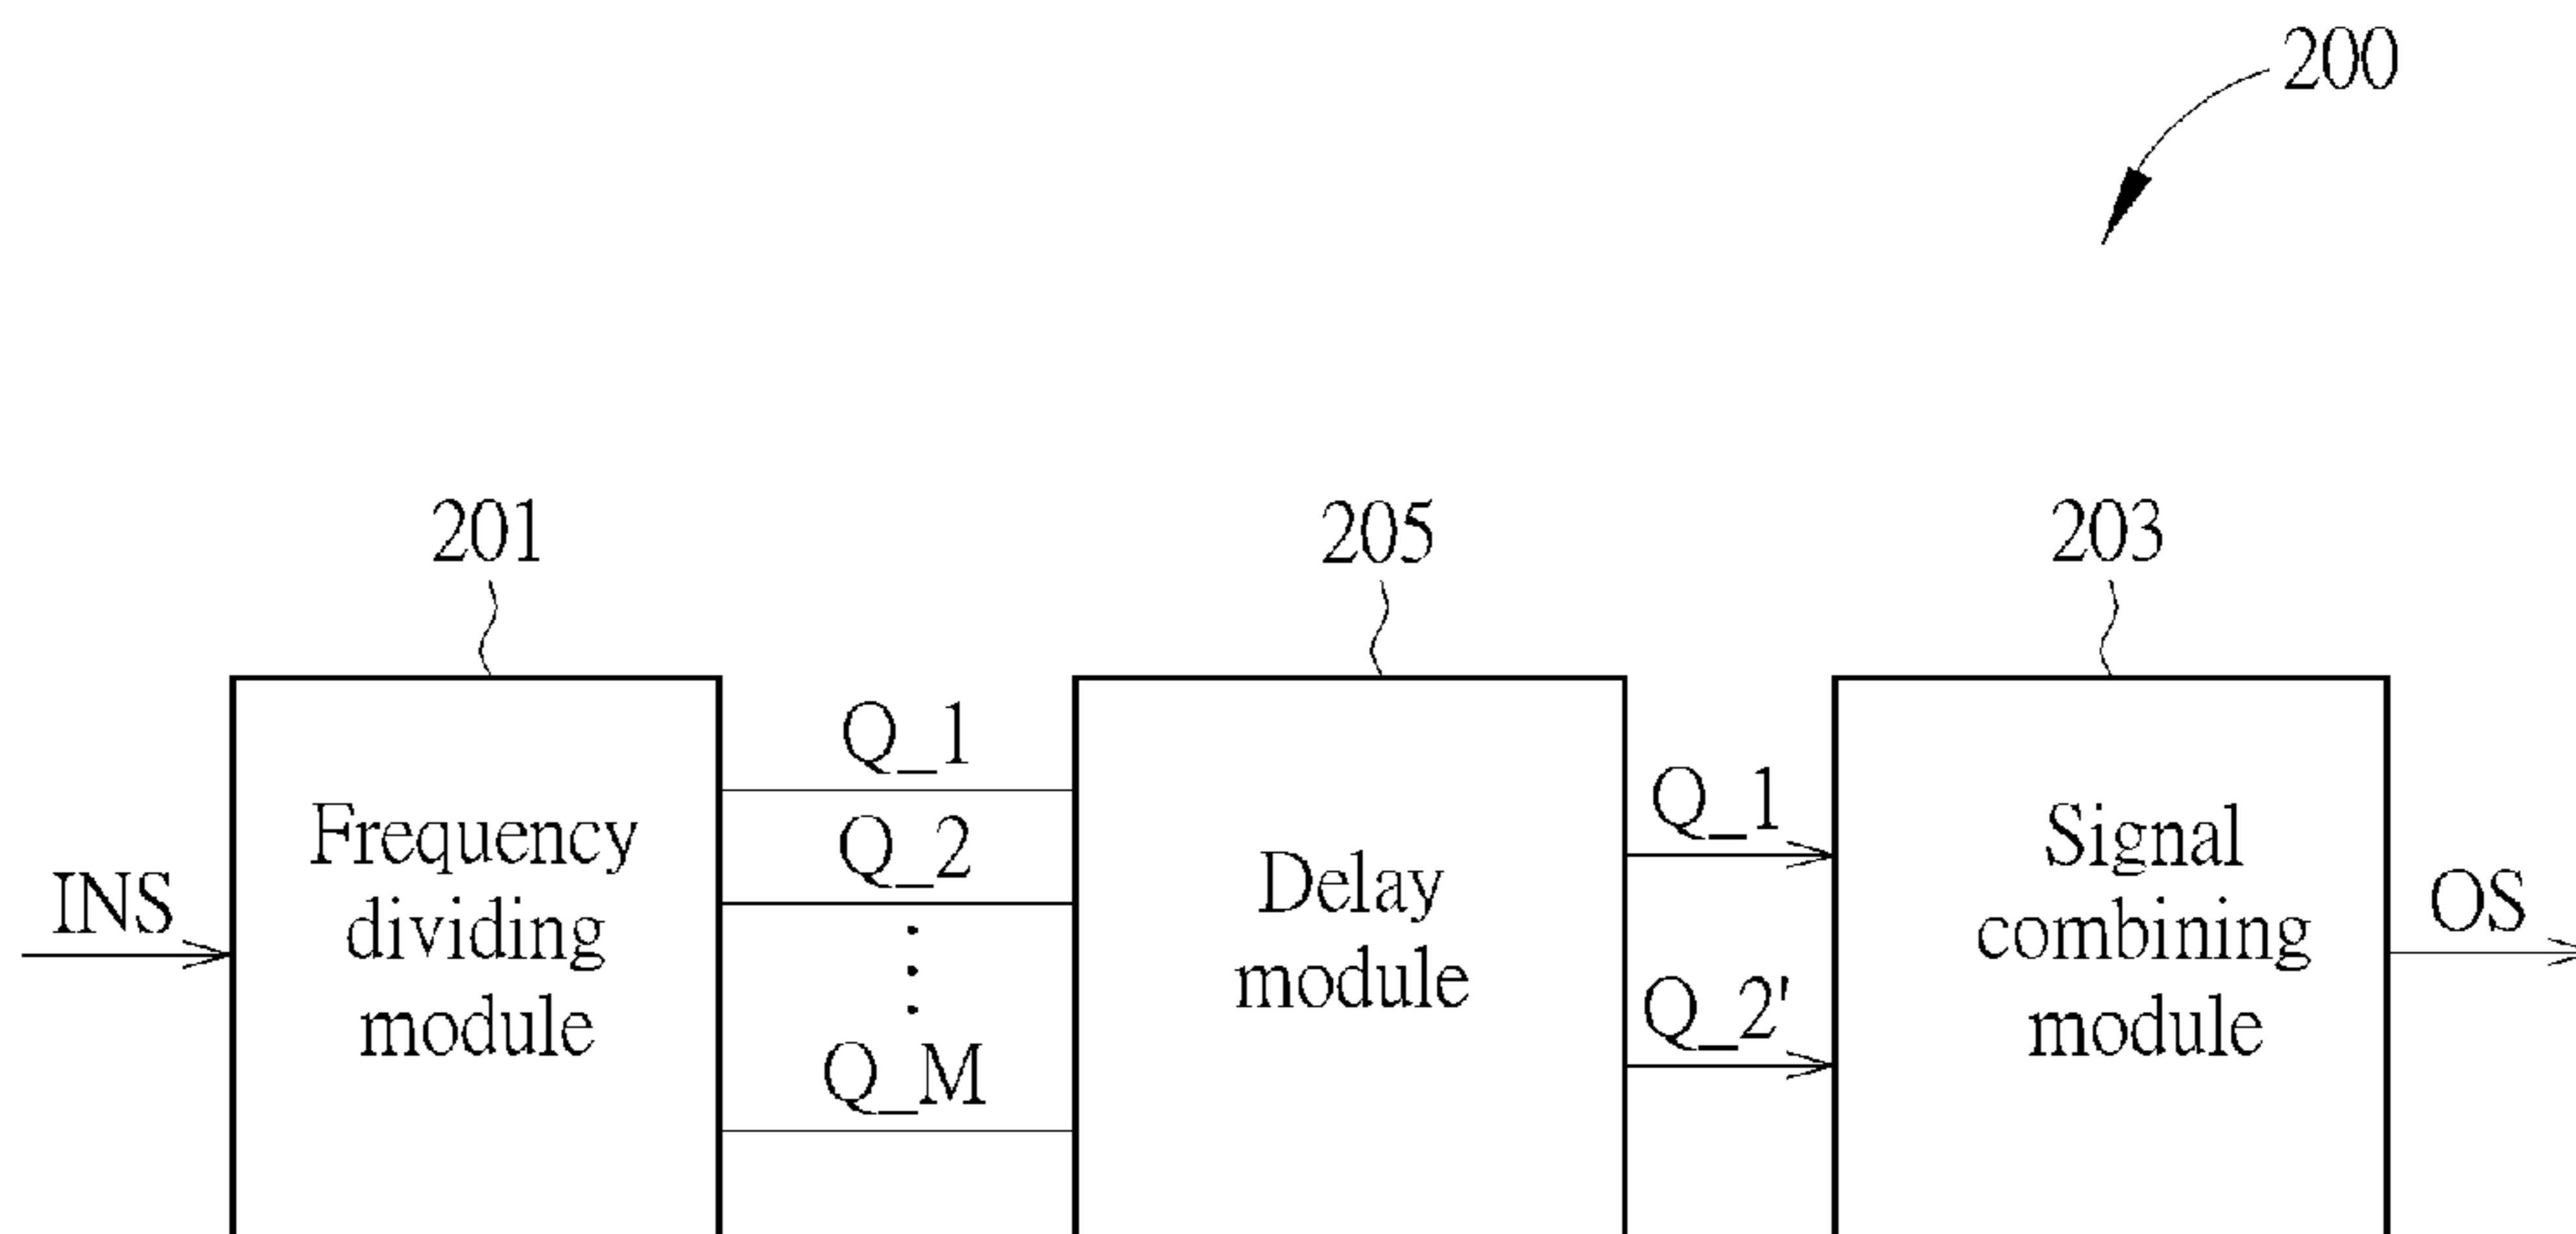 200
201
205
203
INS
Frequency
dividing
module
Q_1
Q_2
Q_M
Delay
module
Q_1
Q_2'
Signal
combining
module
OS